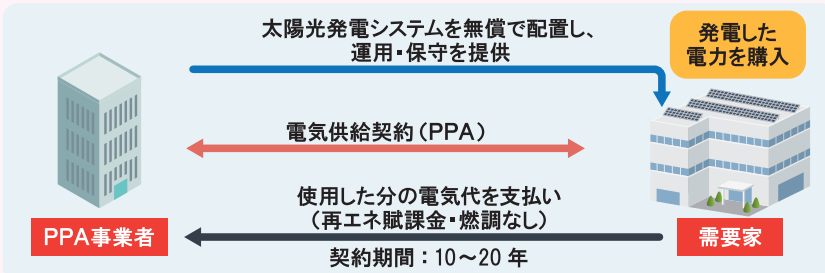 太陽光発電システムを無償で配置し、
運用・保守を提供
発電した
電力を購入
電気供給契約（PPA）
使用した分の電気代を支払い
（再エネ賦課金・燃調なし）
契約期間：10～20年
PPA事業者
需要家